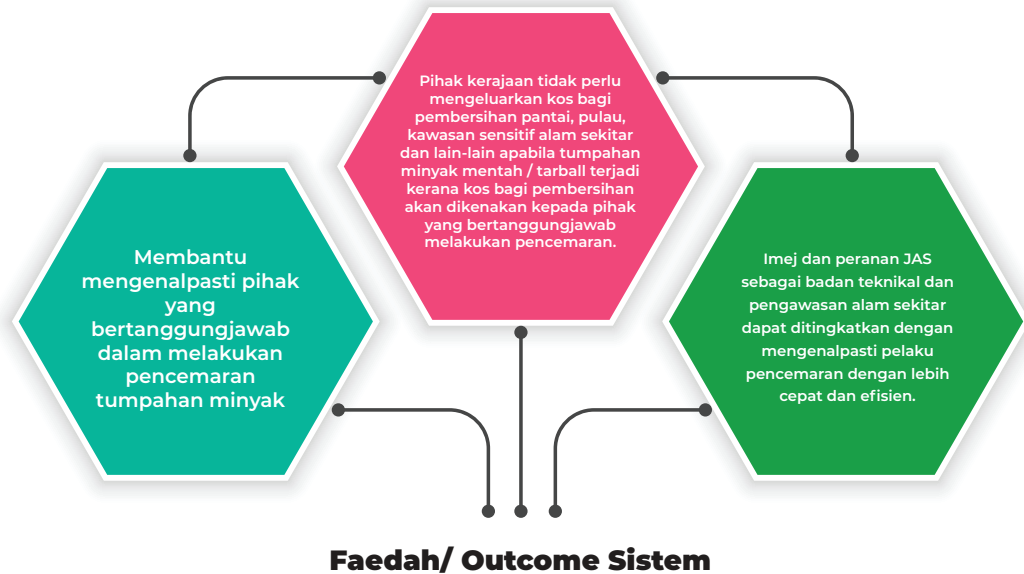 Pihak kerajaan tidak perlu
mengeluarkan kos bagi
pembersihan pantai, pulau,
kawasan sensitif alam sekitar
dan lain-lain apabila tumpahan
minyak mentah / tarball terjadi
kerana kos bagi pembersihan
akan dikenakan kepada pihak
yang bertanggungjawab
melakukan pencemaran.
Membantu
mengenalpasti pihak
yang
bertanggungjawab
dalam melakukan
pencemaran
tumpahan minyak
Imej dan peranan JAS
sebagai badan teknikal dan
pengawasan alam sekitar
dapat ditingkatkan dengan
mengenalpasti pelaku
pencemaran dengan lebih
cepat dan efisien.
Faedah/ Outcome Sistem